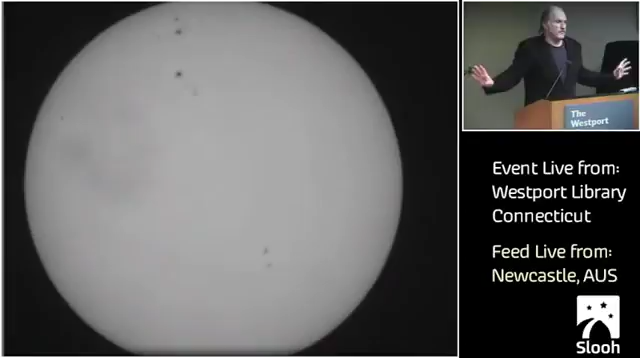 The
Westport
Event Live from:
Westport Library
Connecticut
Feed Live from:
Newcastle, AUS
Slooh